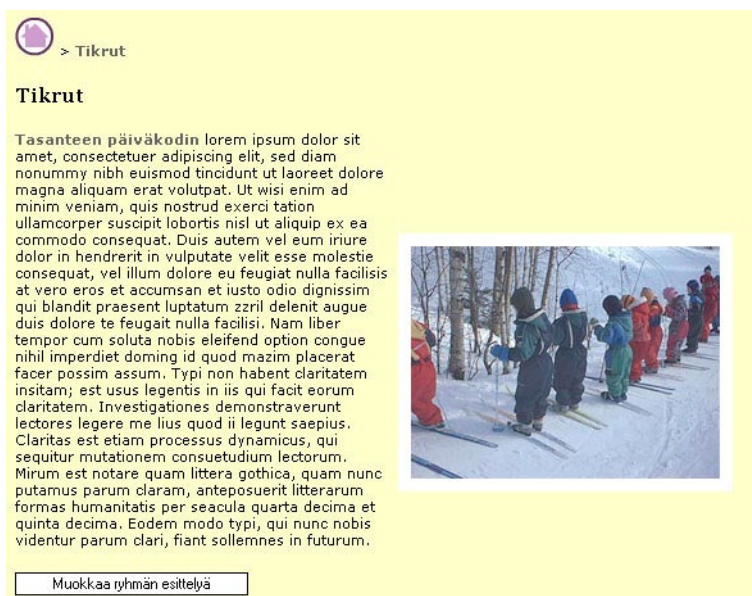 > Tikrut
Tikrut
Tasanteen päiväkodin lorem ipsum dolor sit
amet, consectetuer adipiscing elit, sed diam
nonummy nibh euismod tincidunt ut laoreet dolore
magna aliquam erat volutpat. Ut wisi enim ad
minim veniam, quis nostrud exerci tation
ullamcorper suscipit lobortis nisl ut aliquip ex ea
commodo consequat. Duis autem vel eum iriure
dolor in hendrerit in vulputate velit esse molestie
consequat, vel illum dolore eu feugiat nulla facilisis
at vero eros et accumsan et iusto odio dignissim
qui blandit praesent luptatum zzril delenit augue
duis dolore te feugait nulla facilisi. Nam liber
tempor cum soluta nobis eleifend option congue
nihil imperdiet doming id quod mazim placerat
facer possim assum. Typi non habent claritatem
insitam; est usus legentis in iis qui facit eorum
claritatem. Investigationes demonstraverunt
lectores legere me lius quod ii legunt saepius.
Claritas est etiam processus dynamicus, qui
sequitur mutationem consuetudium lectorum.
Mirum est notare quam littera gothica, quam nunc
putamus parum claram, anteposuerit litterarum
formas humanitatis per seacula quarta decima et
quinta decima. Eodem modo typi, qui nunc nobis
videntur parum clari, fiant sollemnes in futurum.
Muokkaa ryhmän esittelyä